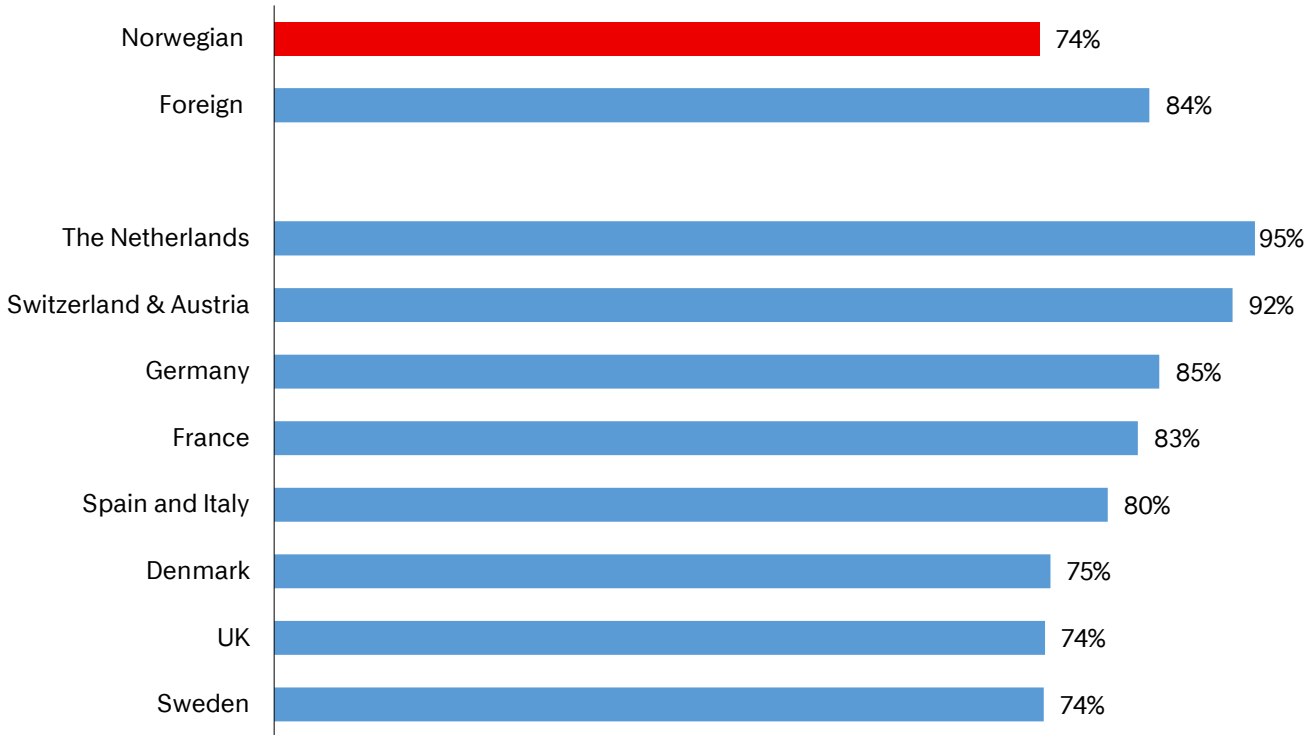 Norwegian 74%
Foreign 84%
The Netherlands 95%
Switzerland & Austria 92%
Germany 85%
France 83%
Spain and Italy 80%
Denmark 75%
UK 74%
Sweden 74%